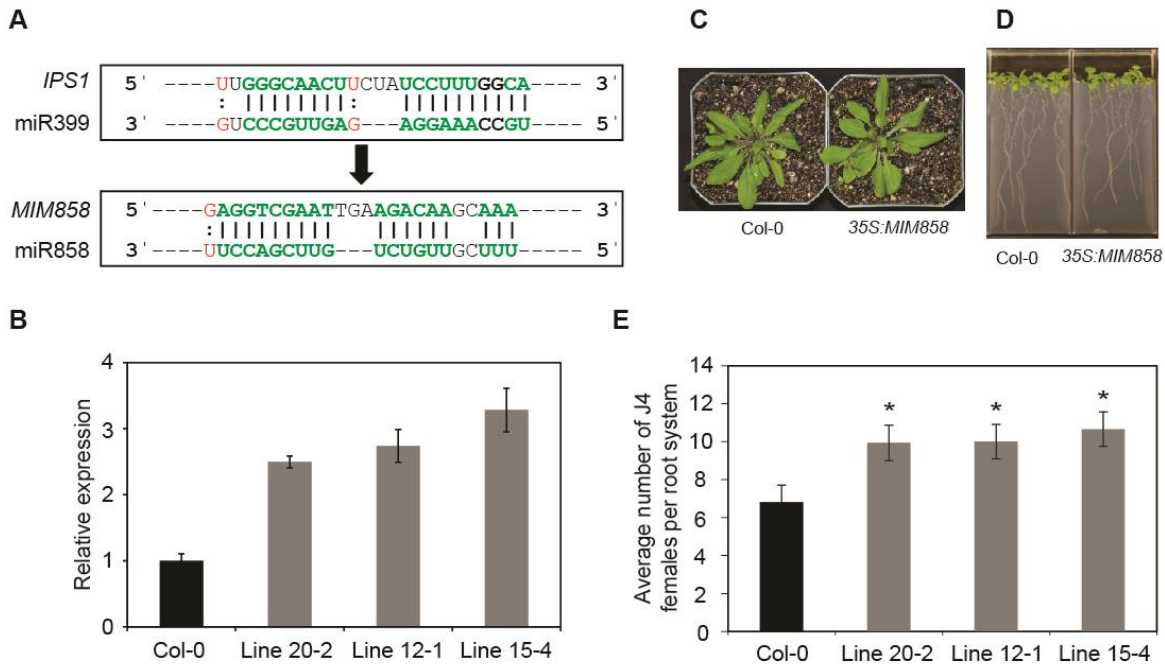 A
IPS1 5' ----UUGGGCAACUUCUAUCCUUUGGCA----- 3'
miR399 3' ----GUCCCGUUGAG---AGGAAACCGU----- 5'
MIM858 5' ---GAGGTCGAATTGAAGACAAGCAAA---- 3'
miR858 3' ---UUCCAGCUUG---UCUGUUGCUUU---- 5'
B
Relative expression
4
3
2
1
0
Col-0 Line 20-2 Line 12-1 Line 15-4
C
Col-0 35S:MIM858
D
Col-0 35S:MIM858
E
Average number of J4
females per root system
14
12
10
8
6
4
2
0
* * *
Col-0 Line 20-2 Line 12-1 Line 15-4